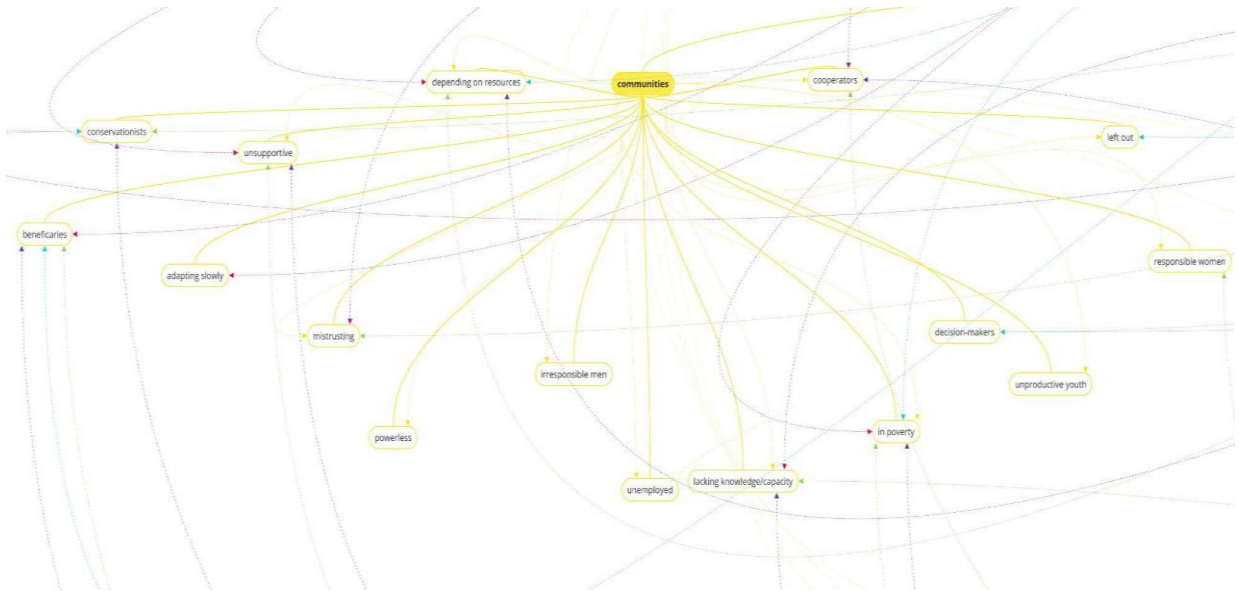 depending on resources
communities
cooperators
conservationists
unsupportive
left out
beneficaries
adapting slowly
responsible women
mistrusting
decision-makers
irresponsible men
unproductive youth
powerless
in poverty
unemployed
lacking knowledge/capacity